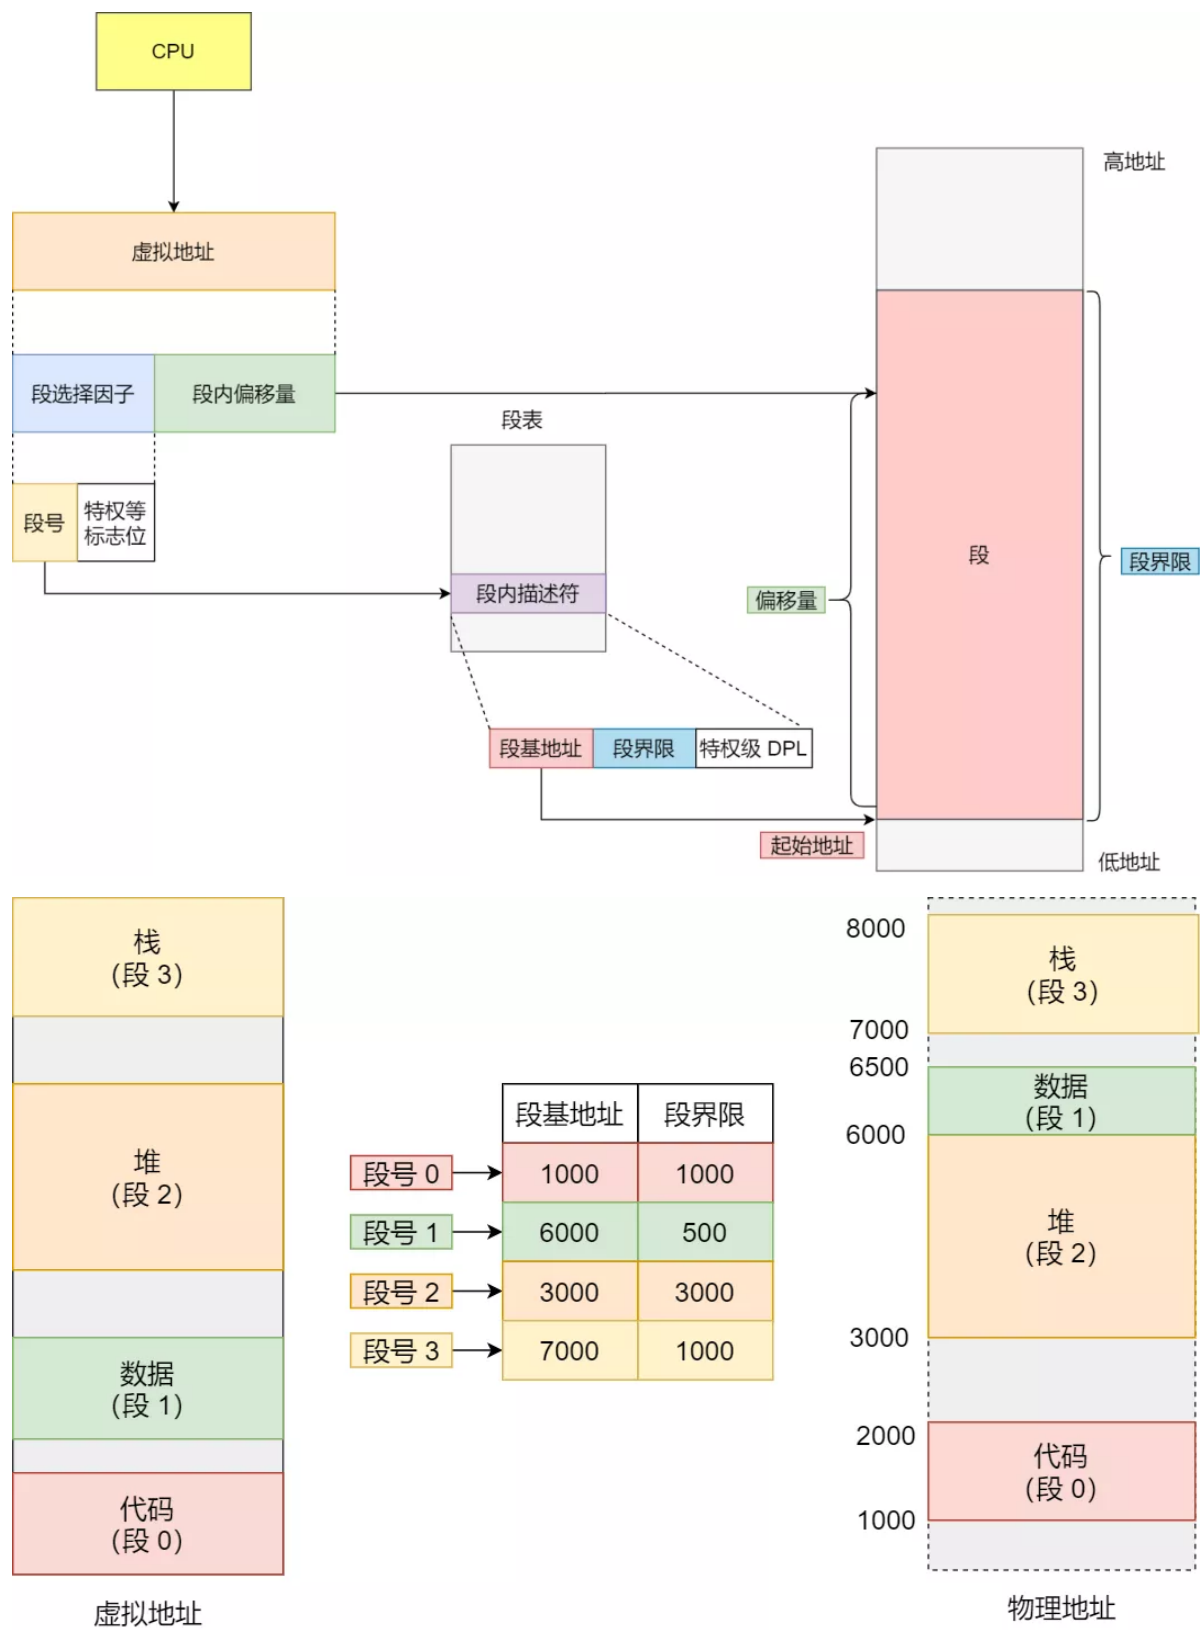 CPU
高地址
虚拟地址
段选择因子
段内偏移量
段表
段号
特权等
标志位
段内描述符
段
偏移量
段界限
段基地址
段界限
特权级 DPL
起始地址
低地址
栈
（段 3）
堆
（段 2）
数据
（段 1）
代码
（段 0）
虚拟地址
段基地址
段界限
段号 0
1000
1000
段号 1
6000
500
段号 2
3000
3000
段号 3
7000
1000
8000
栈
（段 3）
7000
6500
数据
（段 1）
6000
堆
（段 2）
3000
2000
代码
（段 0）
1000
物理地址